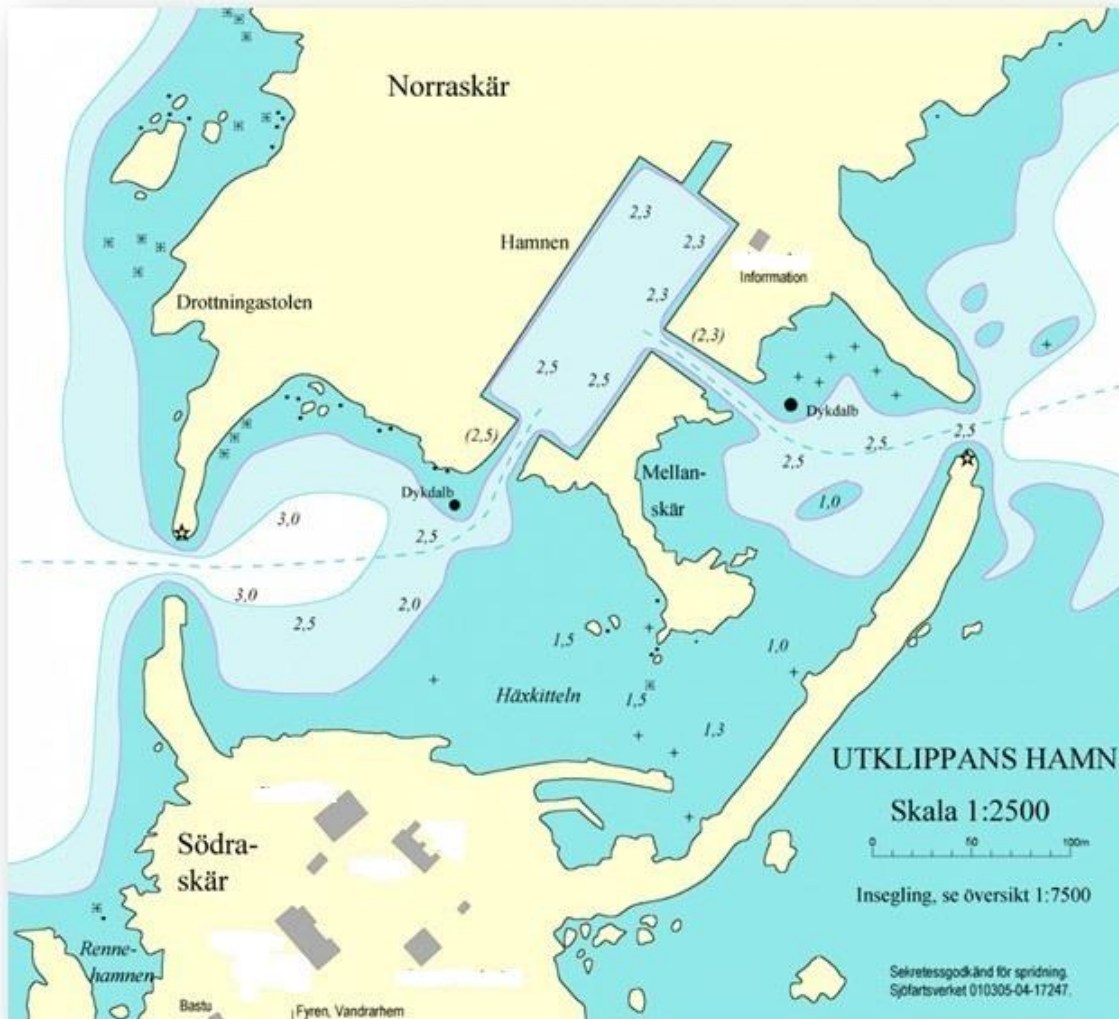 Norraskär
2,3
Hamnen
2,3
Information
2,3
Drottningastolen
(2,3)
2,5
2,5
Dykdalb
(2,5)
2,5
2,5
2,5
Mellan-
skär
Dykdalb
1,0
3,0
2,5
3,0
2,0
2,5
1,5
1,0
Häxkitteln
1,5
1,3
UTKLIPPANS HAMN
Skala 1:2500
0 50 100m
Södra-
skär
Insegling, se översikt 1:7500
Renne-
hamnen
Sekretessgodkänd för spridning.
Sjöfartsverket 010305-04-17247.
Bastu
Fyren, Vandrarhem